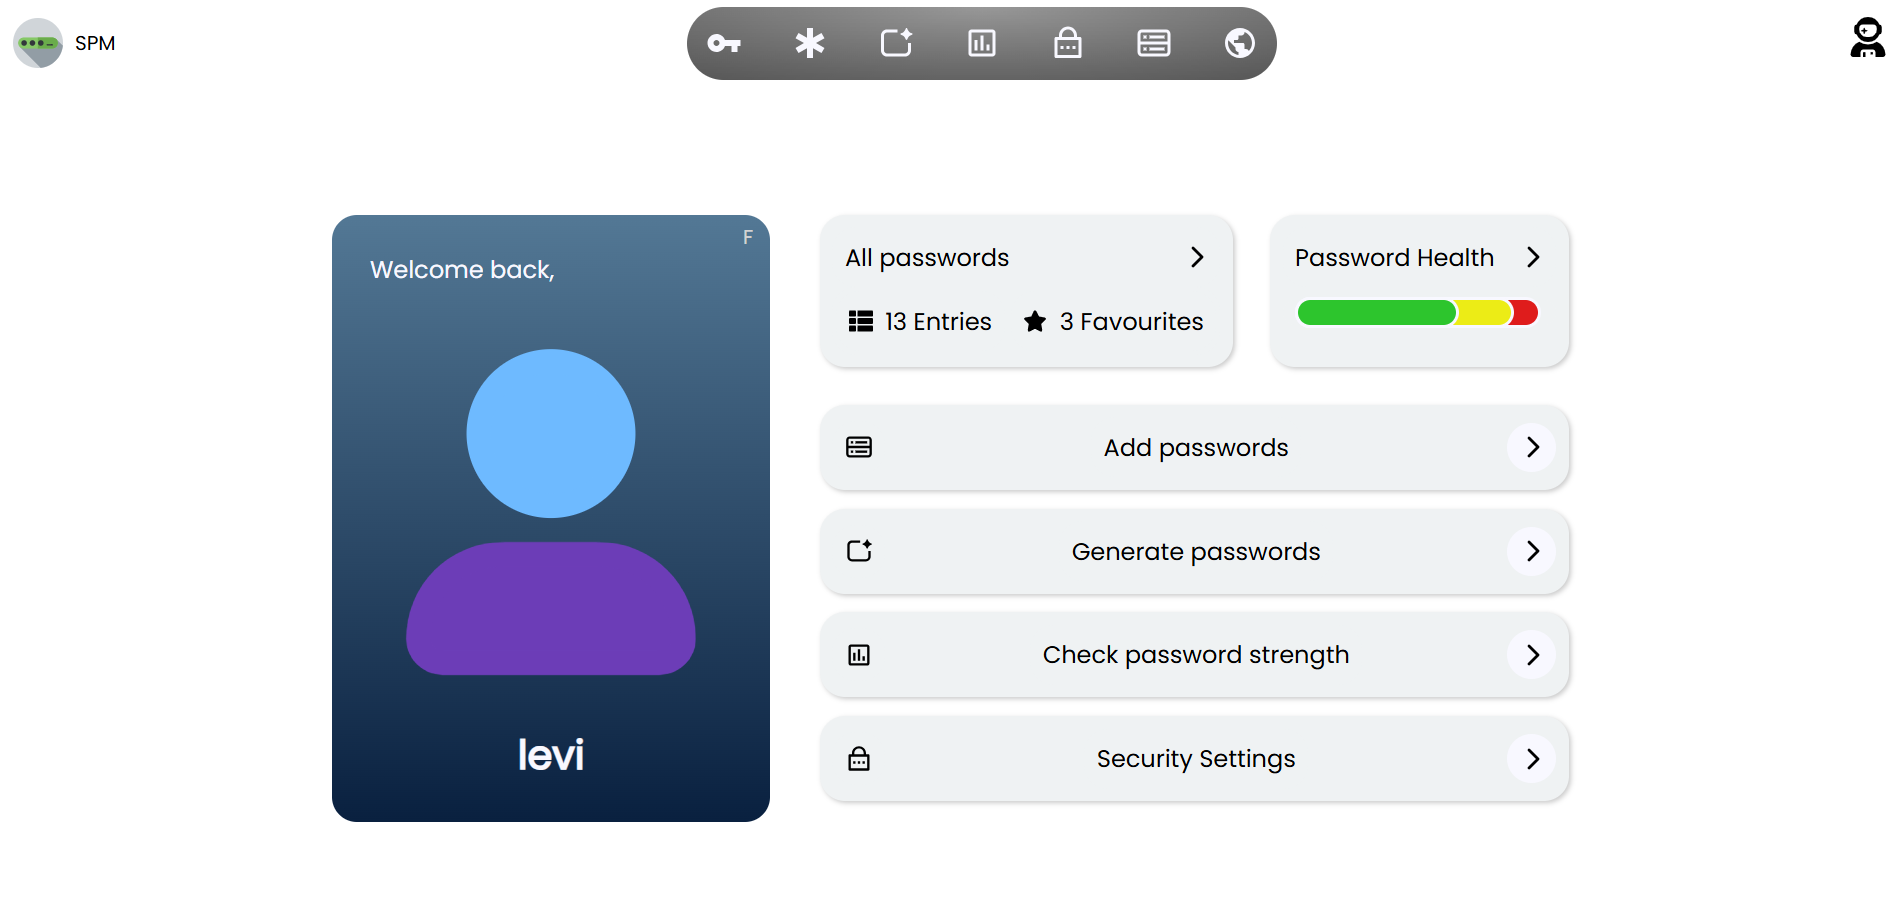 SPM
F
Welcome back,
levi
All passwords
13 Entries
3 Favourites
Password Health
Add passwords
Generate passwords
Check password strength
Security Settings